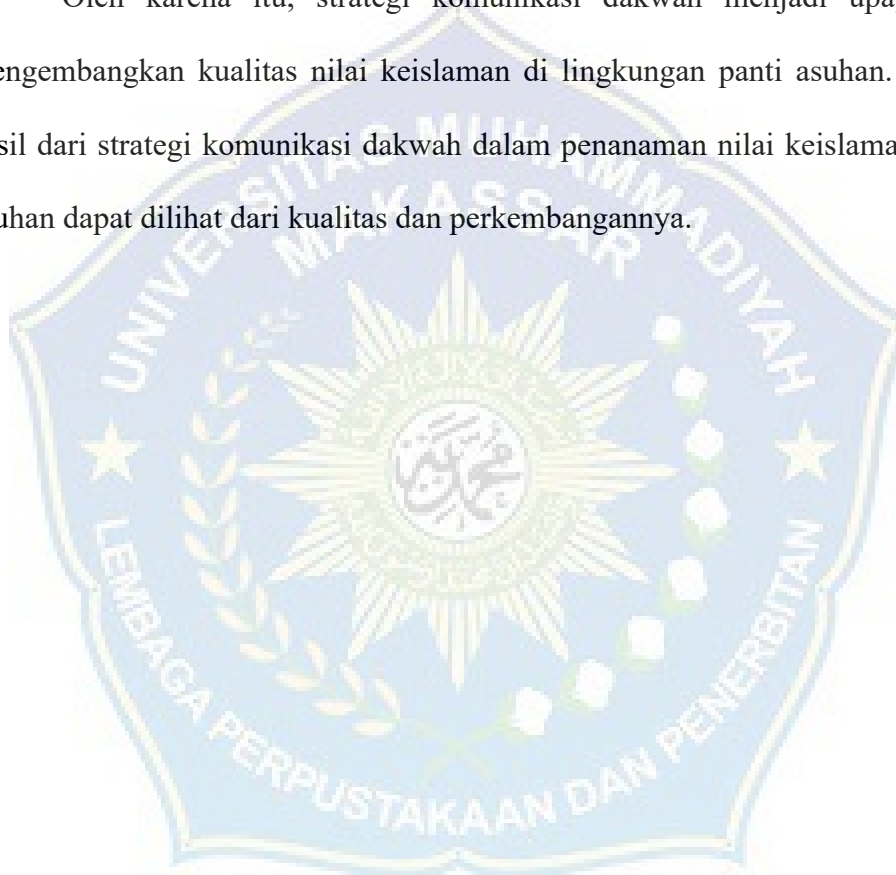 Oleh karena itu, strategi komunikasi dakwah menjadi upa
engembangkan kualitas nilai keislaman di lingkungan panti asuhan.
sil dari strategi komunikasi dakwah dalam penanaman nilai keislama
uhan dapat dilihat dari kualitas dan perkembangannya.
UNIVERSITAS MUHAMMADIYAH
MAKASSAR
محمدية
LEMBAGA PERPUSTAKAAN DAN PENERBITAN